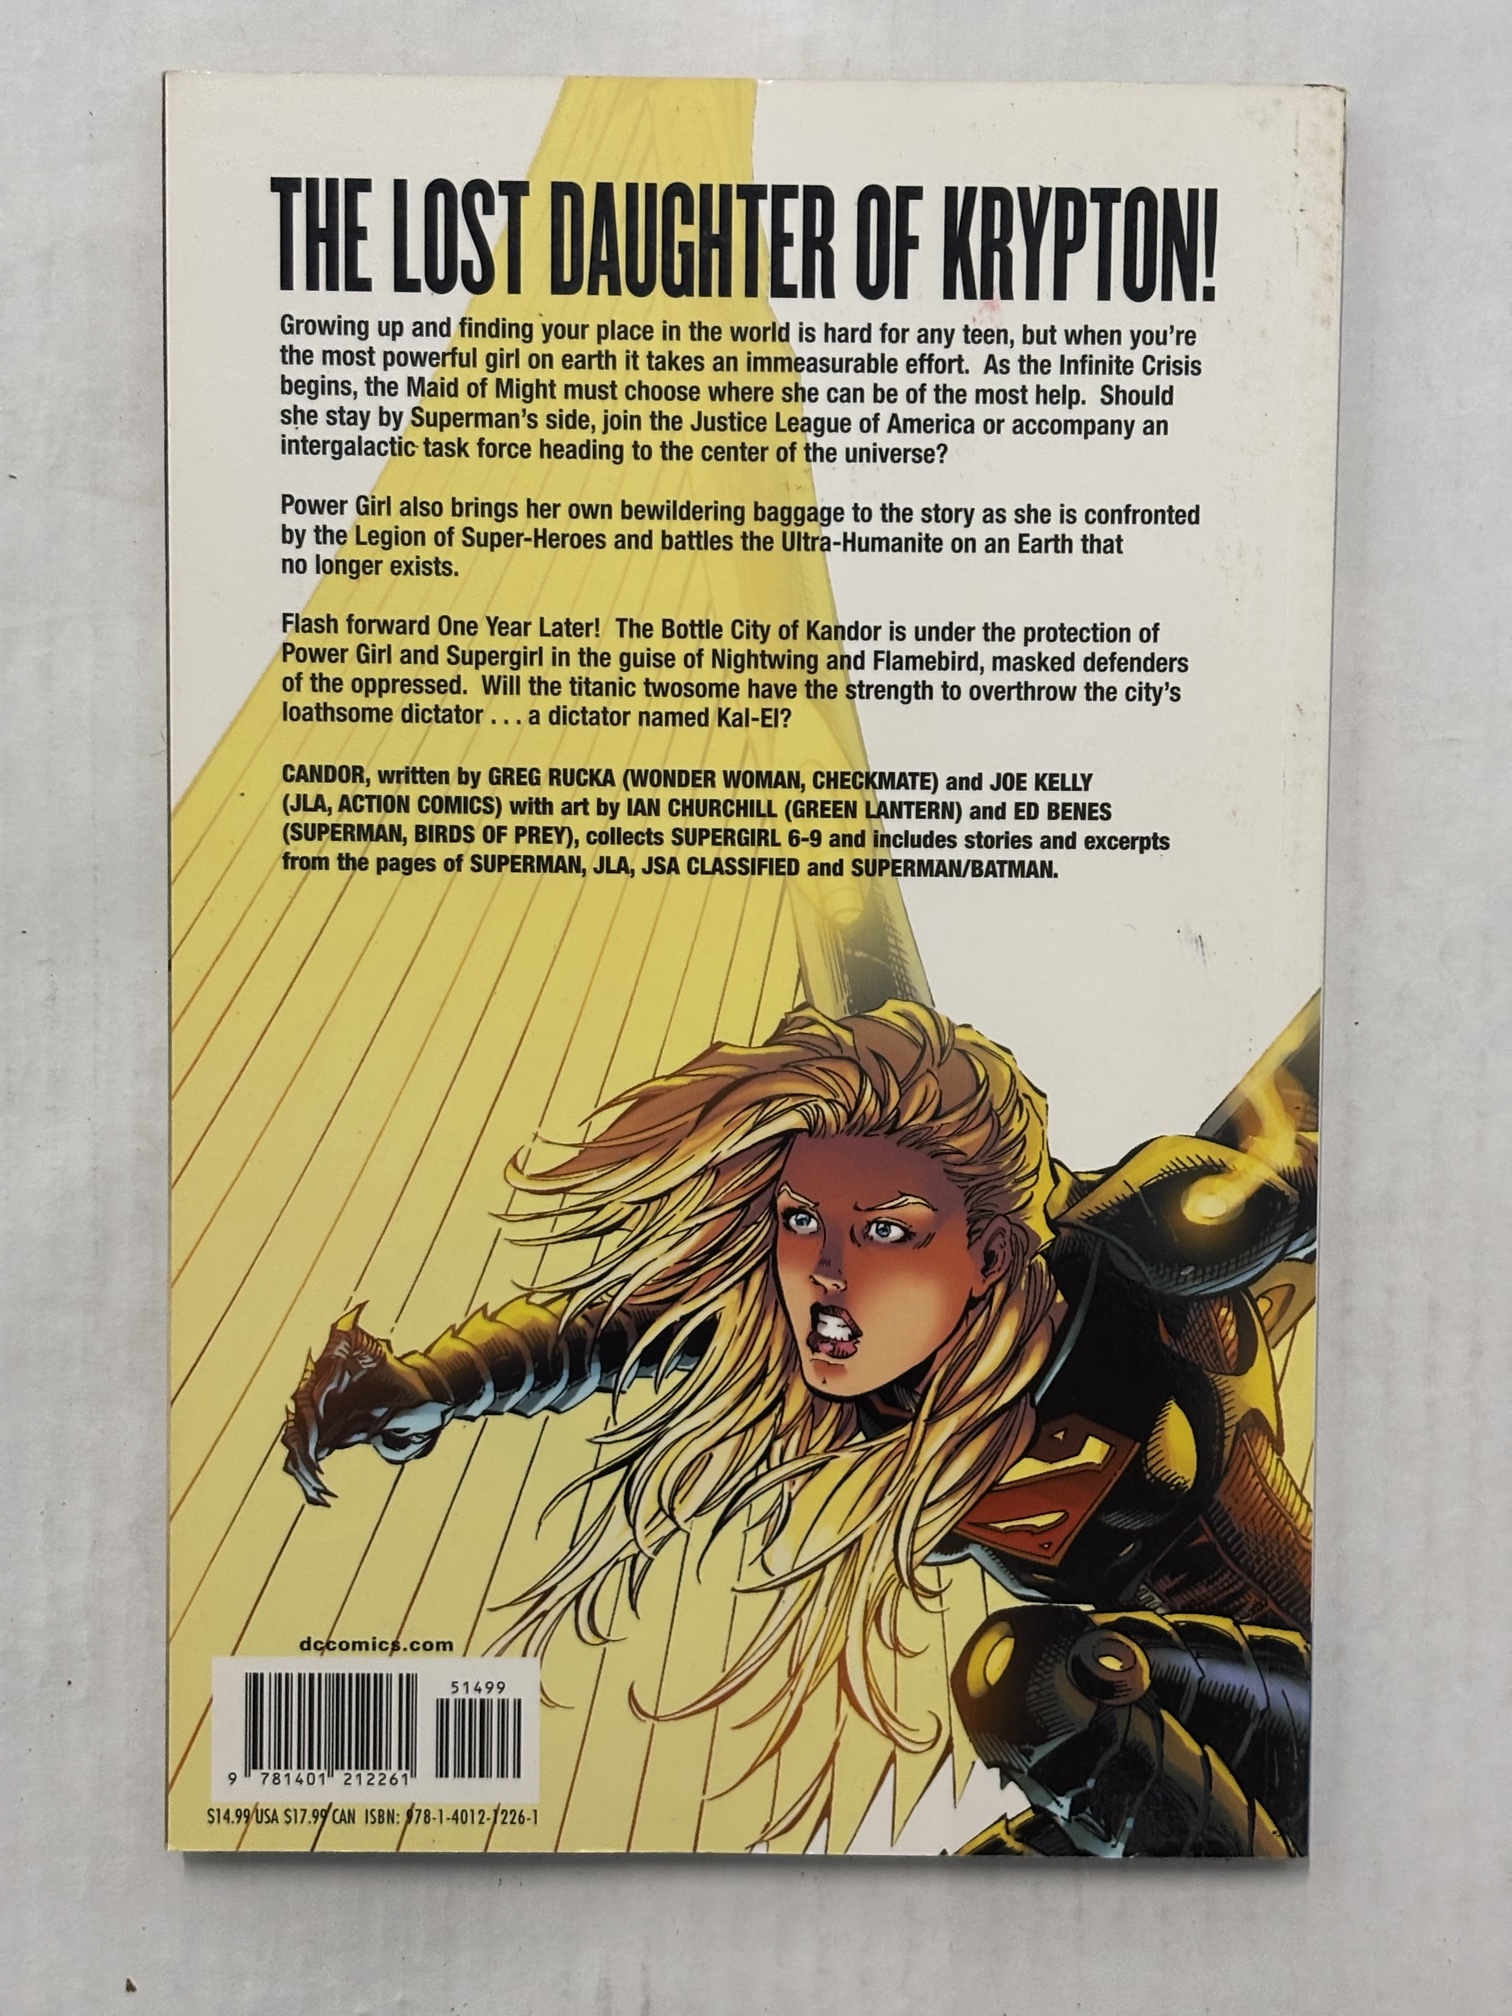 THE LOST DAUGHTER OF KRYPTON!
Growing up and finding your place in the world is hard for any teen, but when you're
the most powerful girl on earth it takes an immeasurable effort. As the Infinite Crisis
begins, the Maid of Might must choose where she can be of the most help. Should
she stay by Superman's side, join the Justice League of America or accompany an
intergalactic task force heading to the center of the universe?
Power Girl also brings her own bewildering baggage to the story as she is confronted
by the Legion of Super-Heroes and battles the Ultra-Humanite on an Earth that
no longer exists.
Flash forward One Year Later! The Bottle City of Kandor is under the protection of
Power Girl and Supergirl in the guise of Nightwing and Flamebird, masked defenders
of the oppressed. Will the titanic twosome have the strength to overthrow the city's
loathsome dictator . . . a dictator named Kal-El?
CANDOR, written by GREG RUCKA (WONDER WOMAN, CHECKMATE) and JOE KELLY
(JLA, ACTION COMICS) with art by IAN CHURCHILL (GREEN LANTERN) and ED BENES
(SUPERMAN, BIRDS OF PREY), collects SUPERGIRL 6-9 and includes stories and excerpts
from the pages of SUPERMAN, JLA, JSA CLASSIFIED and SUPERMAN/BATMAN.
dccomics.com
51499
9 781401 212261
$14.99 USA $17.99 CAN ISBN: 978-1-4012-1226-1